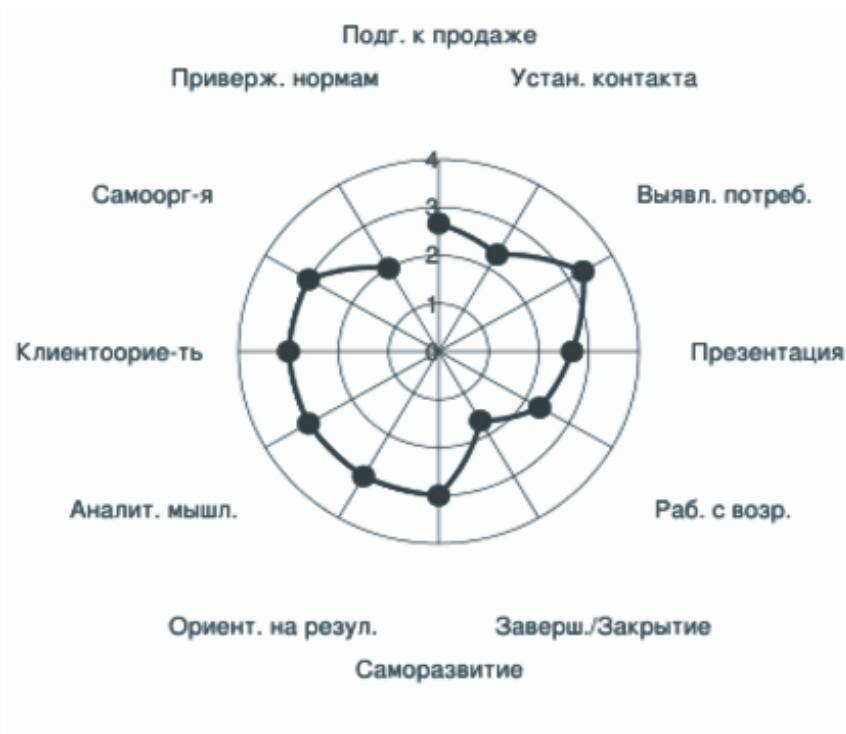 Подг. к продаже
Приверж. нормам
Устан. контакта
4
Самоорг-я
3
Выявл. потреб.
2
1
Клиентоорие-ть
0
Презентация
Аналит. мышл.
Раб. с возр.
Ориент. на резул.
Заверш./Закрытие
Саморазвитие